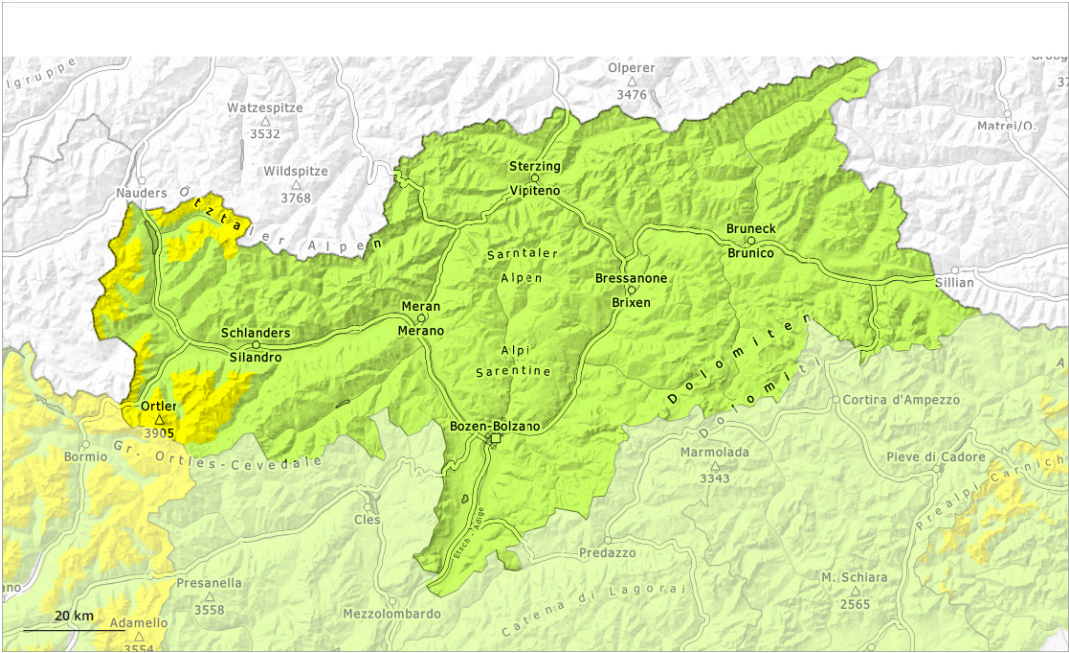 lgruppe
Olperer
3476
Watzespitze
3532
Matrei/O.
Wildspitze
3768
Sterzing
Vipiteno
Nauders
Ötztaler Alpen
Bruneck
Brunico
Sarntaler
Alpen
Sillian
Bressanone
Brixen
Meran
Merano
Schlanders
Silandro
Alpi
Sarentine
Dolomiten
Dolomiti
Ortler
3905
Cortina d'Ampezzo
Bozen-Bolzano
Bormio
Gr. Ortles-Cevedale
Marmolada
3343
Pieve di Cadore
Prealpi Carnich
Cles
Etsch - Adige
Predazzo
Presanella
3558
M. Schiara
2565
ano
Mezzolombardo
Catena di Lagorai
20 km
Adamello
3554